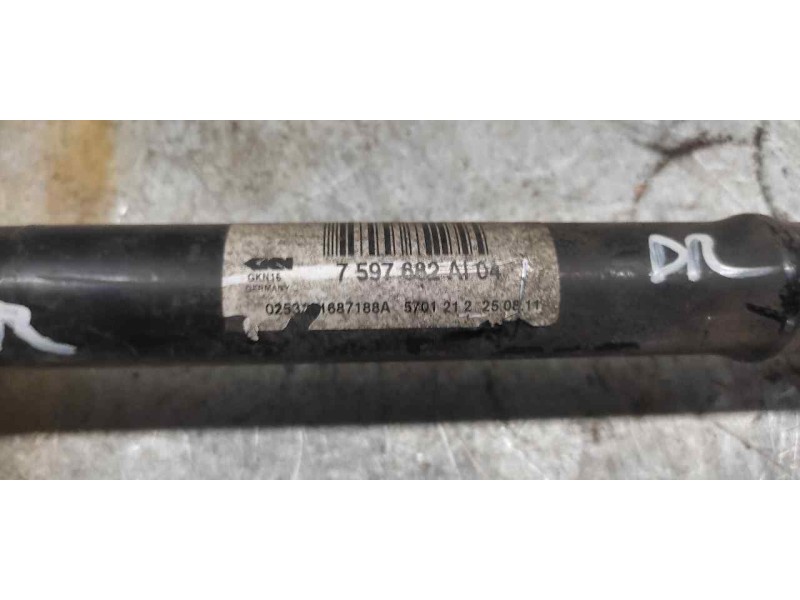 GKN
7 597 682 AI 04
GKN16
GERMANY
5701 21 2 25.08.11
DR
R